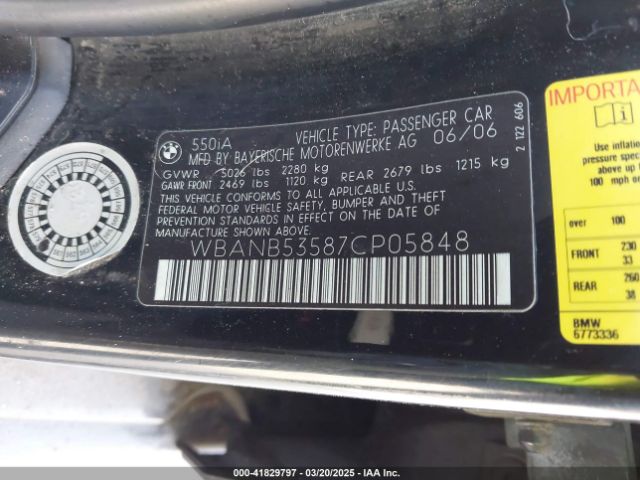 BMW
550iA VEHICLE TYPE: PASSENGER CAR
MFD BY BAYERISCHE MOTORENWERKE AG 06/06
GVWR 5026 lbs 2280 kg
GAWR FRONT 2469 lbs 1120 kg REAR 2679 lbs 1215 kg
THIS VEHICLE CONFORMS TO ALL APPLICABLE U.S.
FEDERAL MOTOR VEHICLE SAFETY, BUMPER AND THEFT
PREVENTION STANDARDS IN EFFECT ON THE DATE OF
MANUFACTURE SHOWN ABOVE.
WBANB53587CP05848
2 122 606
IMPORTA
Use inflation
pressure spec
above up to
100 mph or
over 100
FRONT 230
33
REAR 260
38
BMW
6773336
000-41829797 - 03/20/2025 - IAA Inc.